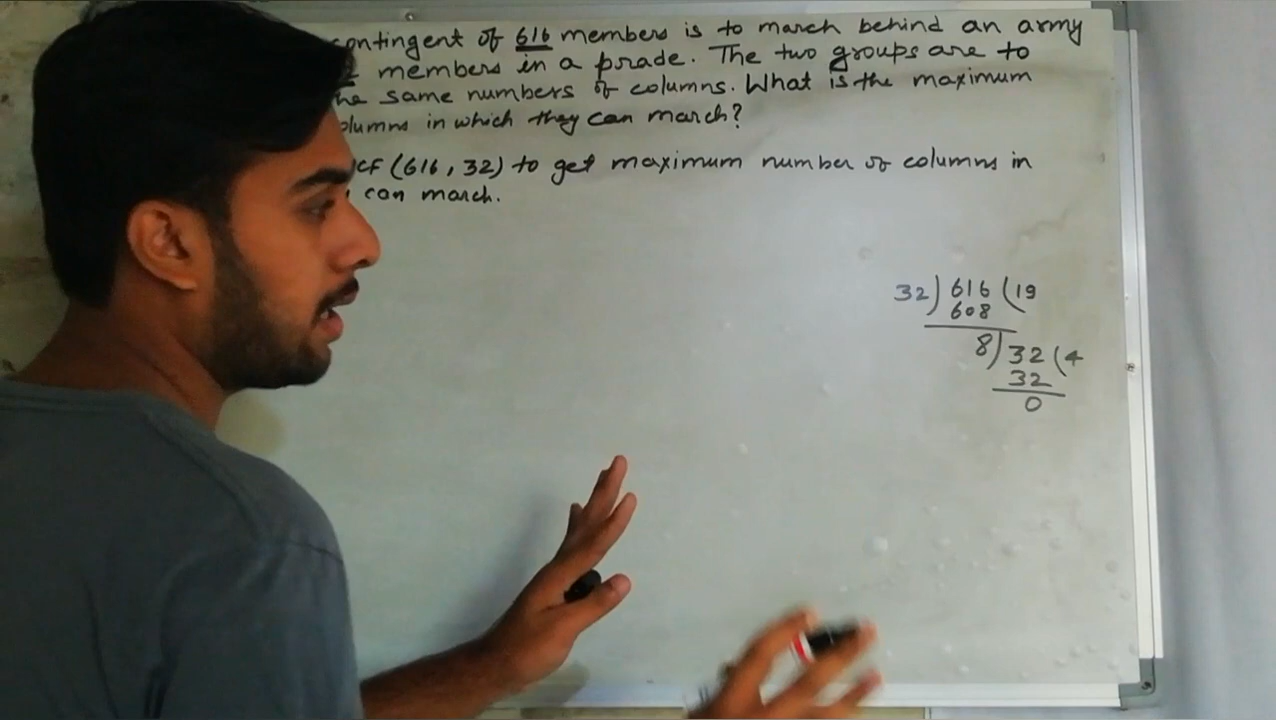 contingent of 616 members is to march behind an army
members in a prade. The two groups are to
same numbers of columns. What is the maximum
in which they can march?
(616, 32) to get maximum number of columns in
can march.
32) 616 (19
608
8) 32 (4
32
0